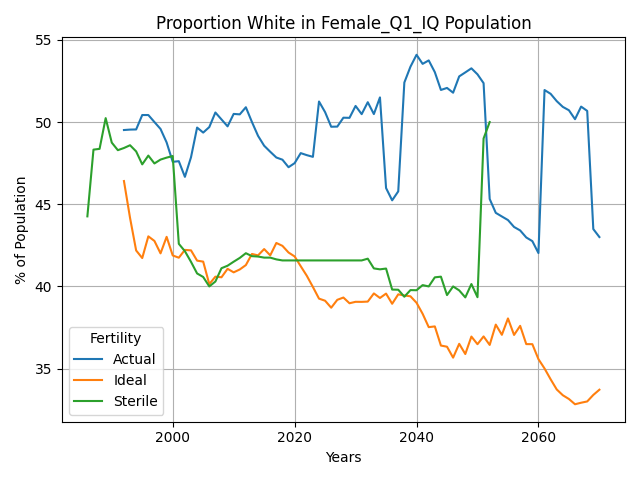 Proportion White in Female_Q1_IQ Population
% of Population
55
50
45
40
35
Fertility
Actual
Ideal
Sterile
2000
2020
2040
2060
Years